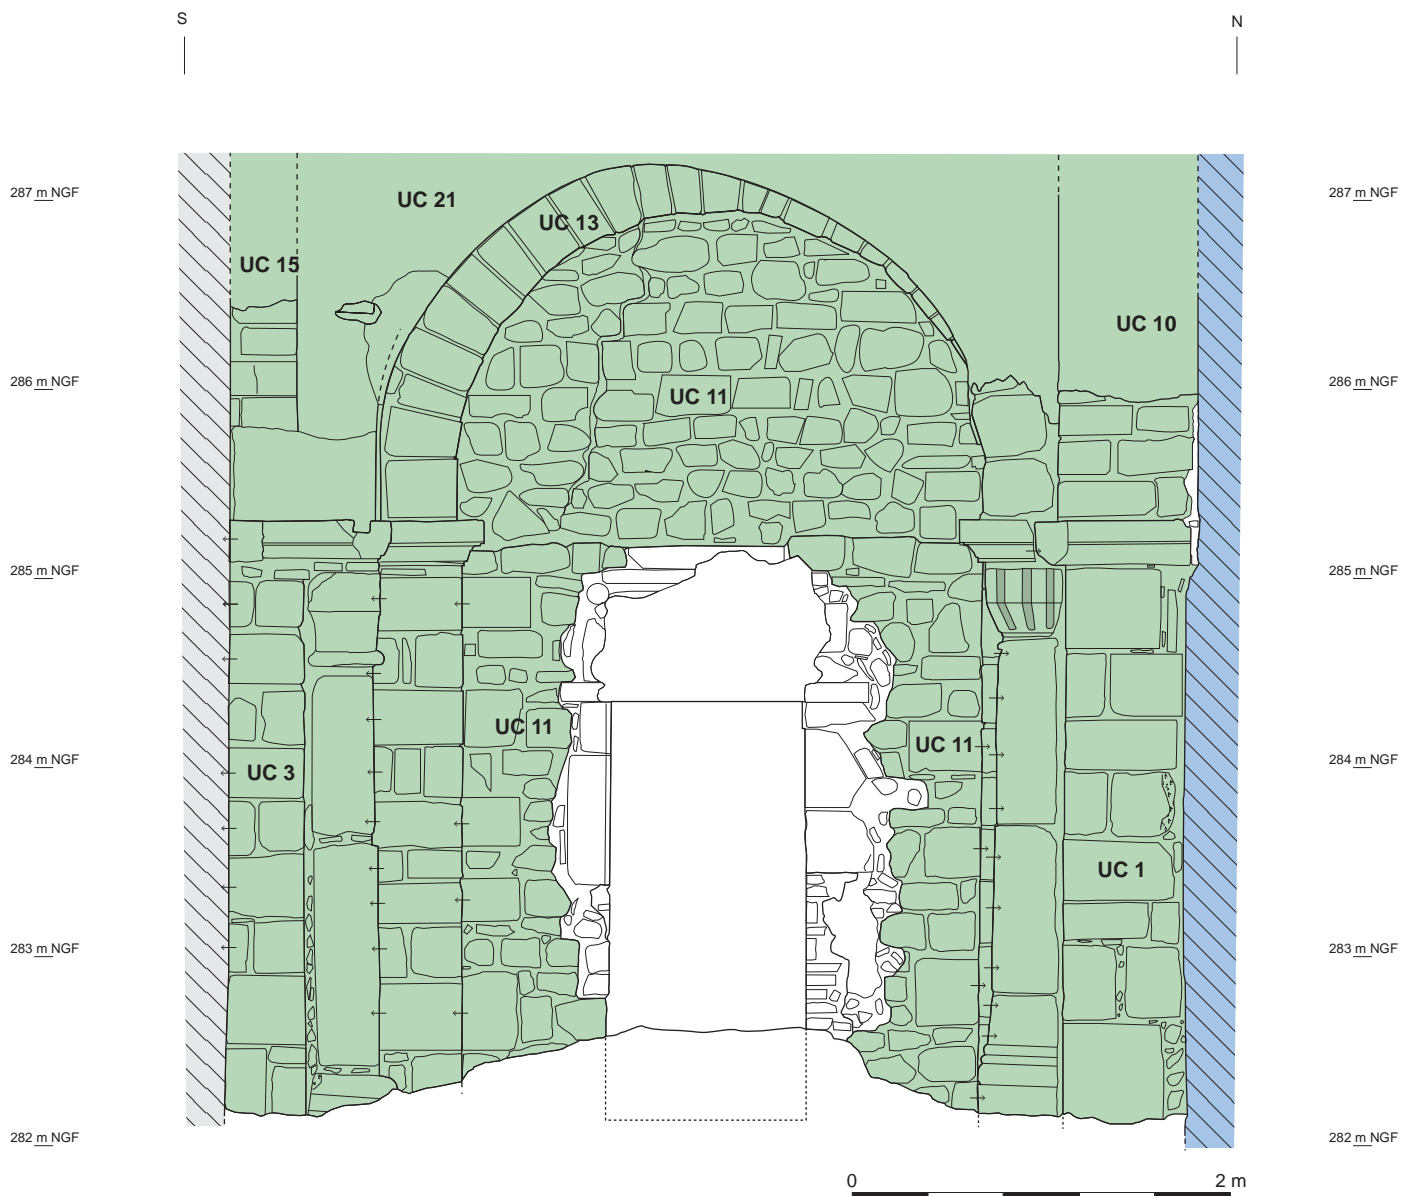 S N
287 m NGF 287 m NGF
UC 21
UC 13
UC 15
UC 10
286 m NGF 286 m NGF
UC 11
285 m NGF 285 m NGF
UC 11
UC 11
284 m NGF 284 m NGF
UC 3
UC 1
283 m NGF 283 m NGF
282 m NGF 282 m NGF
0 2 m